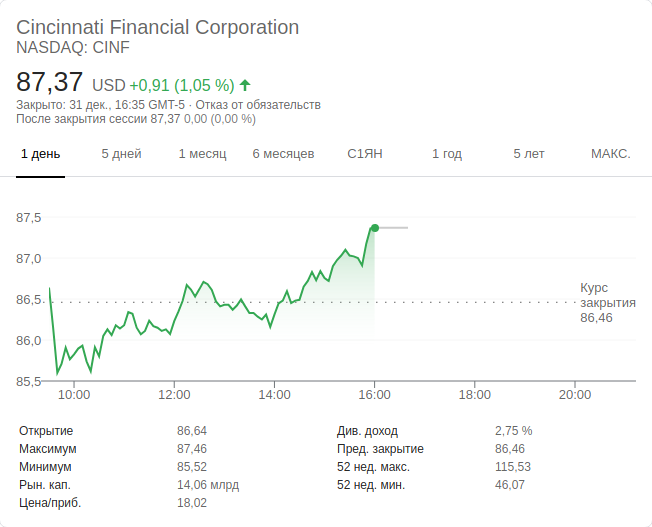 Cincinnati Financial Corporation
NASDAQ: CINF
87,37 USD +0,91 (1,05 %)
Закрыто: 31 дек., 16:35 GMT-5 · Отказ от обязательств
После закрытия сессии 87,37 0,00 (0,00 %)
1 день 5 дней 1 месяц 6 месяцев С1ЯН 1 год 5 лет МАКС.
87,5
87,0
86,5
86,0
85,5
Курс
закрытия
86,46
10:00 12:00 14:00 16:00 18:00 20:00
Открытие 86,64 Див. доход 2,75 %
Максимум 87,46 Пред. закрытие 86,46
Минимум 85,52 52 нед. макс. 115,53
Рын. кап. 14,06 млрд 52 нед. мин. 46,07
Цена/приб. 18,02